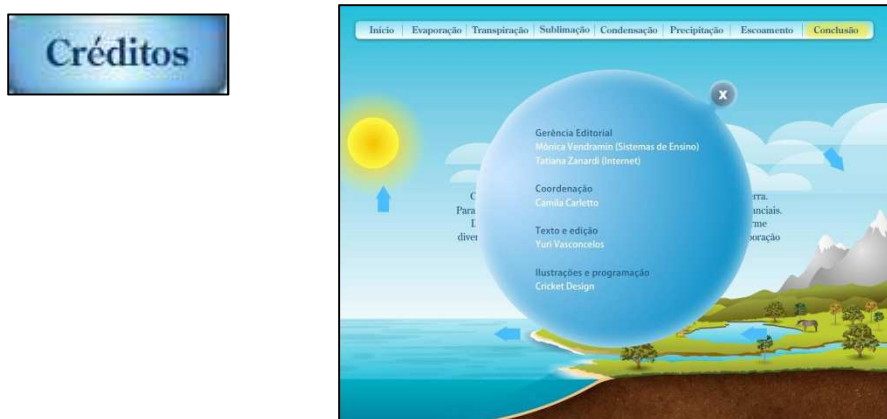 Créditos
Início Evaporação Transpiração Sublimação Condensação Precipitação Escoamento Conclusão
X
Gerência Editorial
Mônica Vendramin (Sistemas de Ensino)
Tatiana Zanardi (Internet)
Coordenação
Camila Carletto
Texto e edição
Yuri Vasconcelos
Ilustrações e programação
Cricket Design
Para